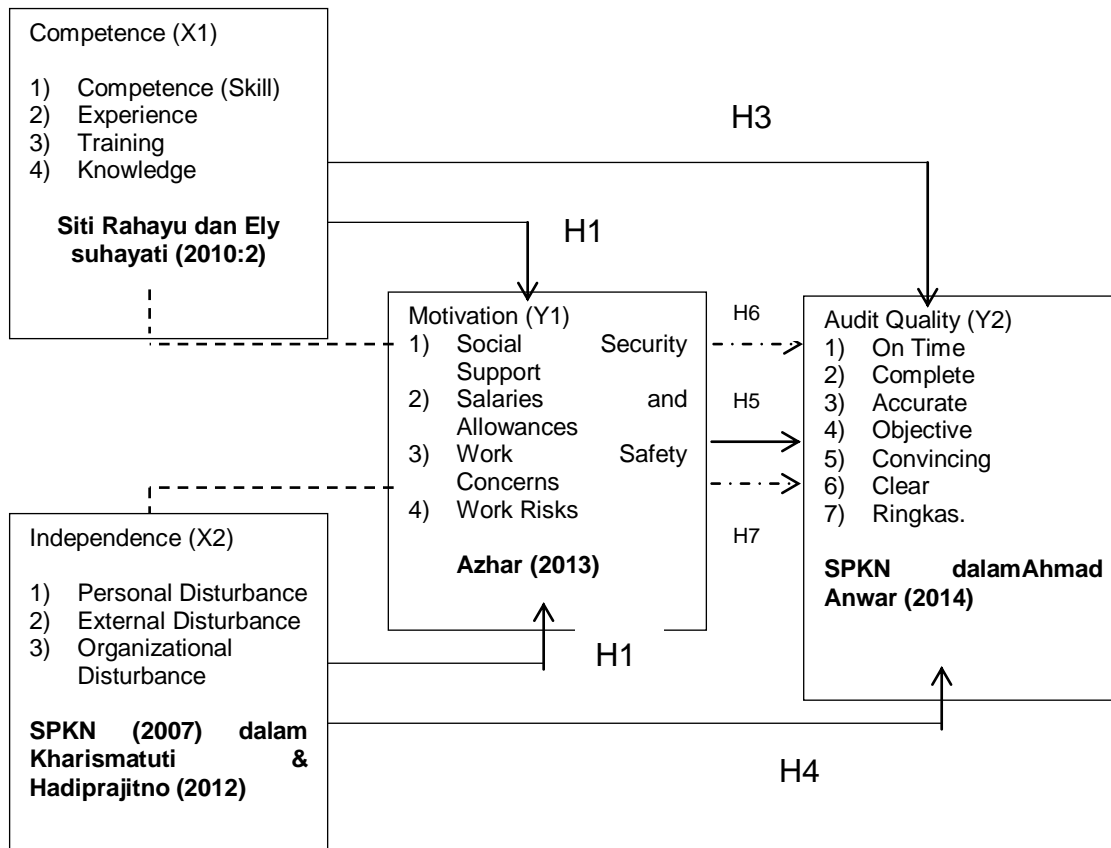 Competence (X1)
1) Competence (Skill)
2) Experience
3) Training
4) Knowledge
Siti Rahayu dan Ely
suhayati (2010:2)
H3
H1
Motivation (Y1)
1) Social Security
Support
2) Salaries and
Allowances
3) Work Safety
Concerns
4) Work Risks
Azhar (2013)
H6
H5
H7
Audit Quality (Y2)
1) On Time
2) Complete
3) Accurate
4) Objective
5) Convincing
6) Clear
7) Ringkas.
SPKN dalamAhmad
Anwar (2014)
Independence (X2)
1) Personal Disturbance
2) External Disturbance
3) Organizational
Disturbance
SPKN (2007) dalam
Kharismatuti &
Hadiprajitno (2012)
H1
H4